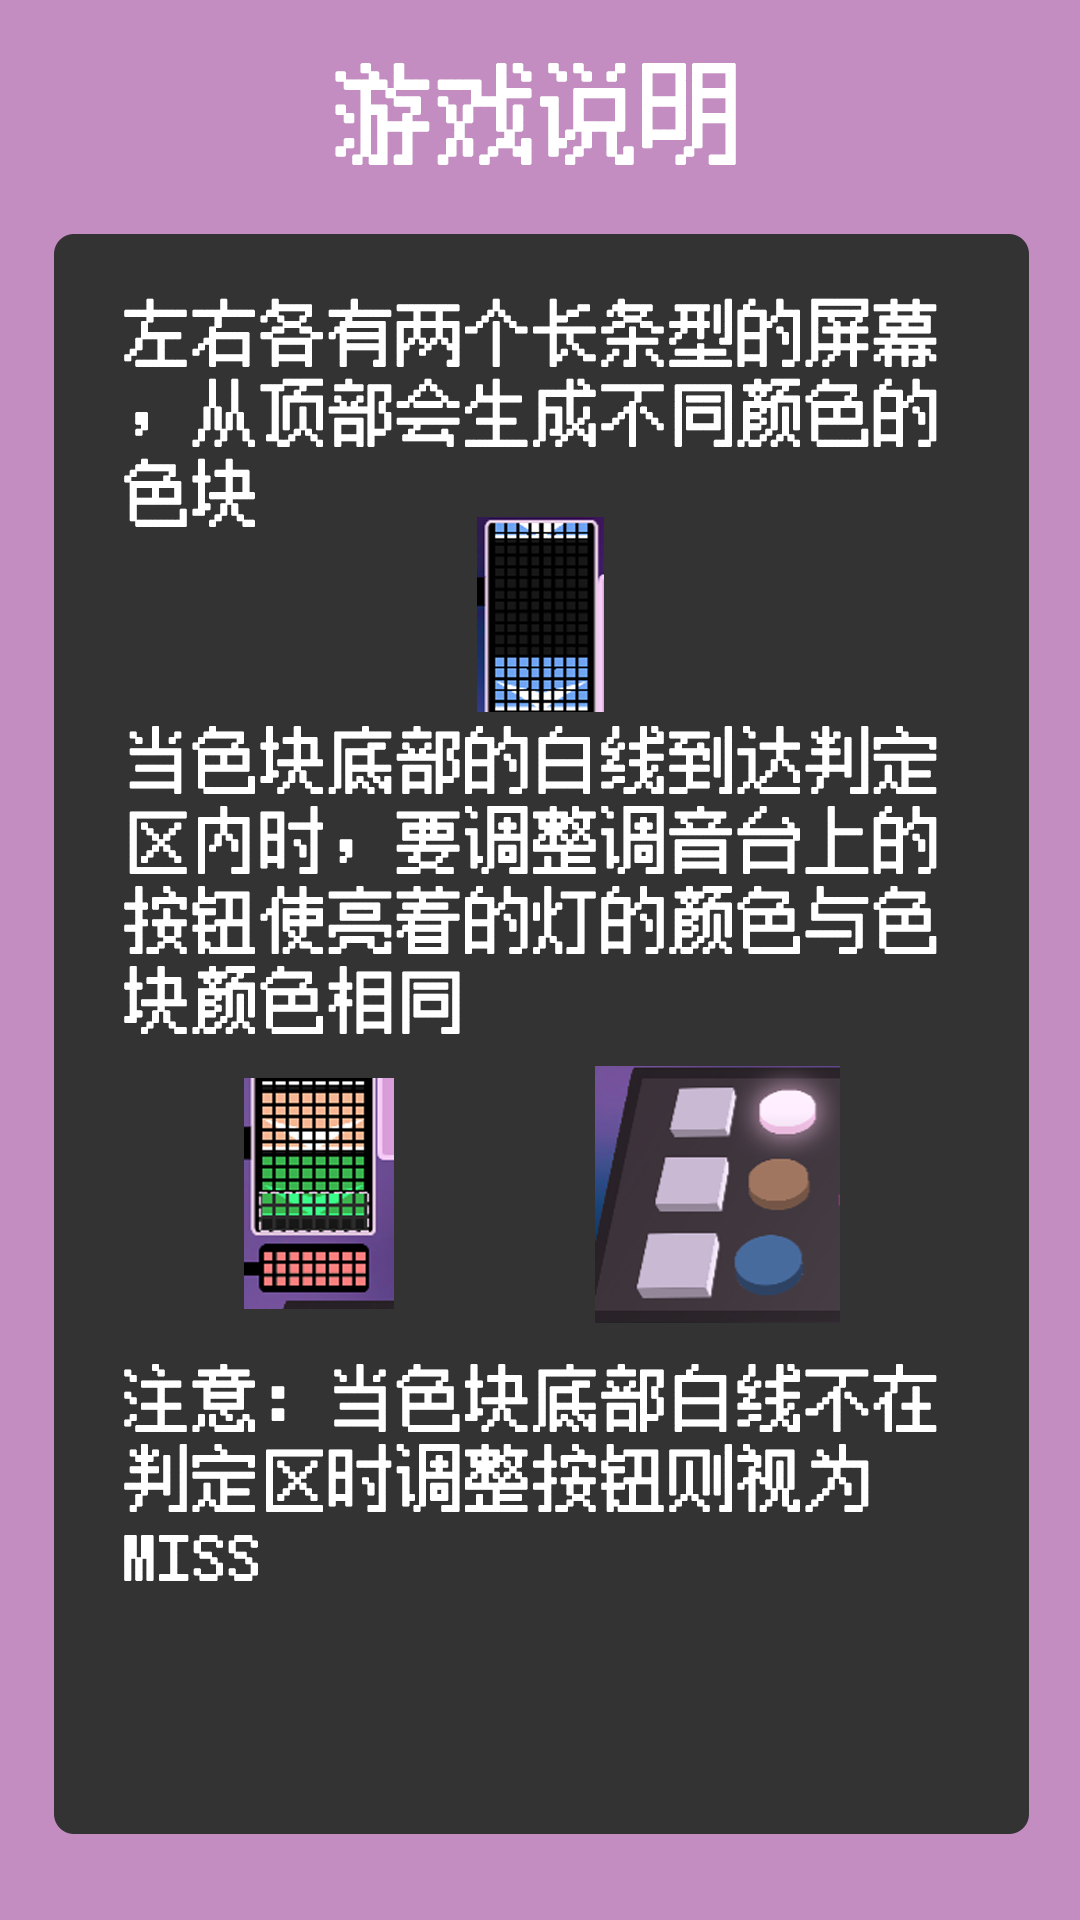 游戏说明
左右各有两个长条型的屏幕
，从顶部会生成不同颜色的
色块
当色块底部的白线到达判定
区内时，要调整调音台上的
按钮使亮着的灯的颜色与色
块颜色相同
注意：当色块底部白线不在
判定区时调整按钮则视为
MISS